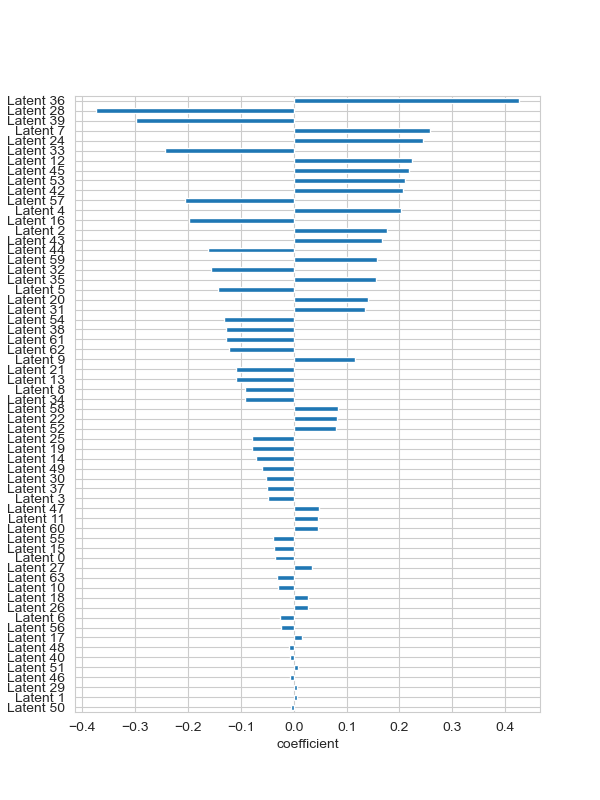 Latent 36
Latent 28
Latent 39
Latent 7
Latent 24
Latent 33
Latent 12
Latent 45
Latent 53
Latent 42
Latent 57
Latent 4
Latent 16
Latent 2
Latent 43
Latent 44
Latent 59
Latent 32
Latent 35
Latent 5
Latent 20
Latent 31
Latent 54
Latent 38
Latent 61
Latent 62
Latent 9
Latent 21
Latent 13
Latent 8
Latent 34
Latent 58
Latent 22
Latent 52
Latent 25
Latent 19
Latent 14
Latent 49
Latent 30
Latent 37
Latent 3
Latent 47
Latent 11
Latent 60
Latent 55
Latent 15
Latent 0
Latent 27
Latent 63
Latent 10
Latent 18
Latent 26
Latent 6
Latent 56
Latent 17
Latent 48
Latent 40
Latent 51
Latent 46
Latent 29
Latent 1
Latent 50
−0.4 −0.3 −0.2 −0.1 0.0 0.1 0.2 0.3 0.4
coefficient